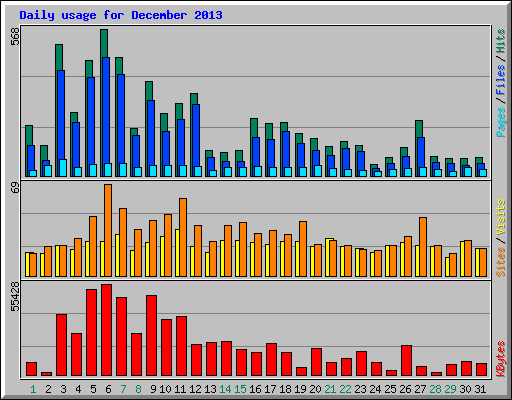 Daily usage for December 2013
568
Pages / Files / Hits
69
Sites / Visits
55428
KBytes
1 2 3 4 5 6 7 8 9 10 11 12 13 14 15 16 17 18 19 20 21 22 23 24 25 26 27 28 29 30 31